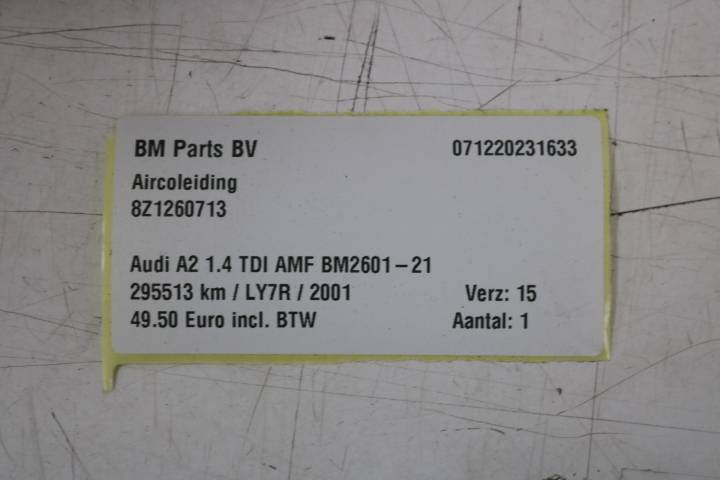 BM Parts BV 071220231633
Aircoleiding
8Z1260713
Audi A2 1.4 TDI AMF BM2601-21
295513 km / LY7R / 2001 Verz: 15
49.50 Euro incl. BTW Aantal: 1